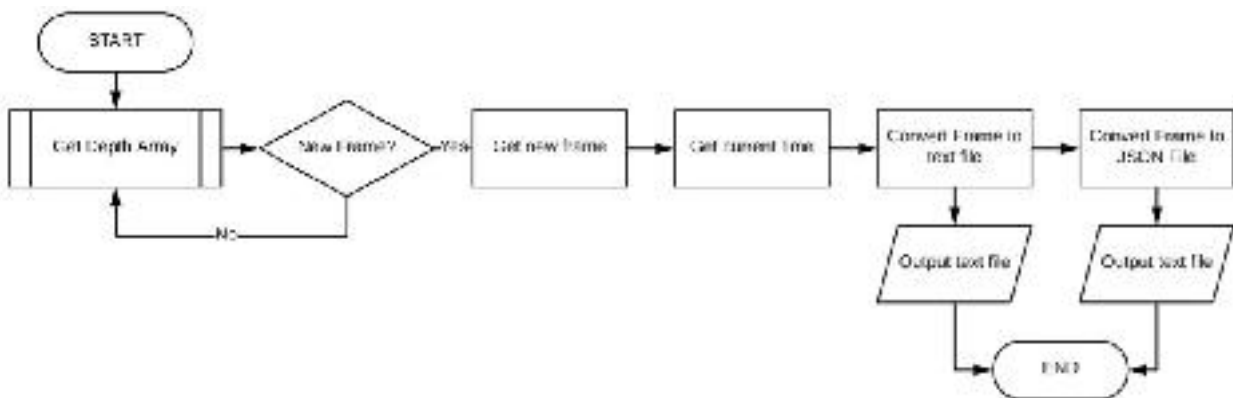 START
Get Depth Array
New Frame?
Yes
Get new frame
Get current time
Convert Frame to
text file
Convert Frame to
JSON File
No
Output text file
Output text file
END